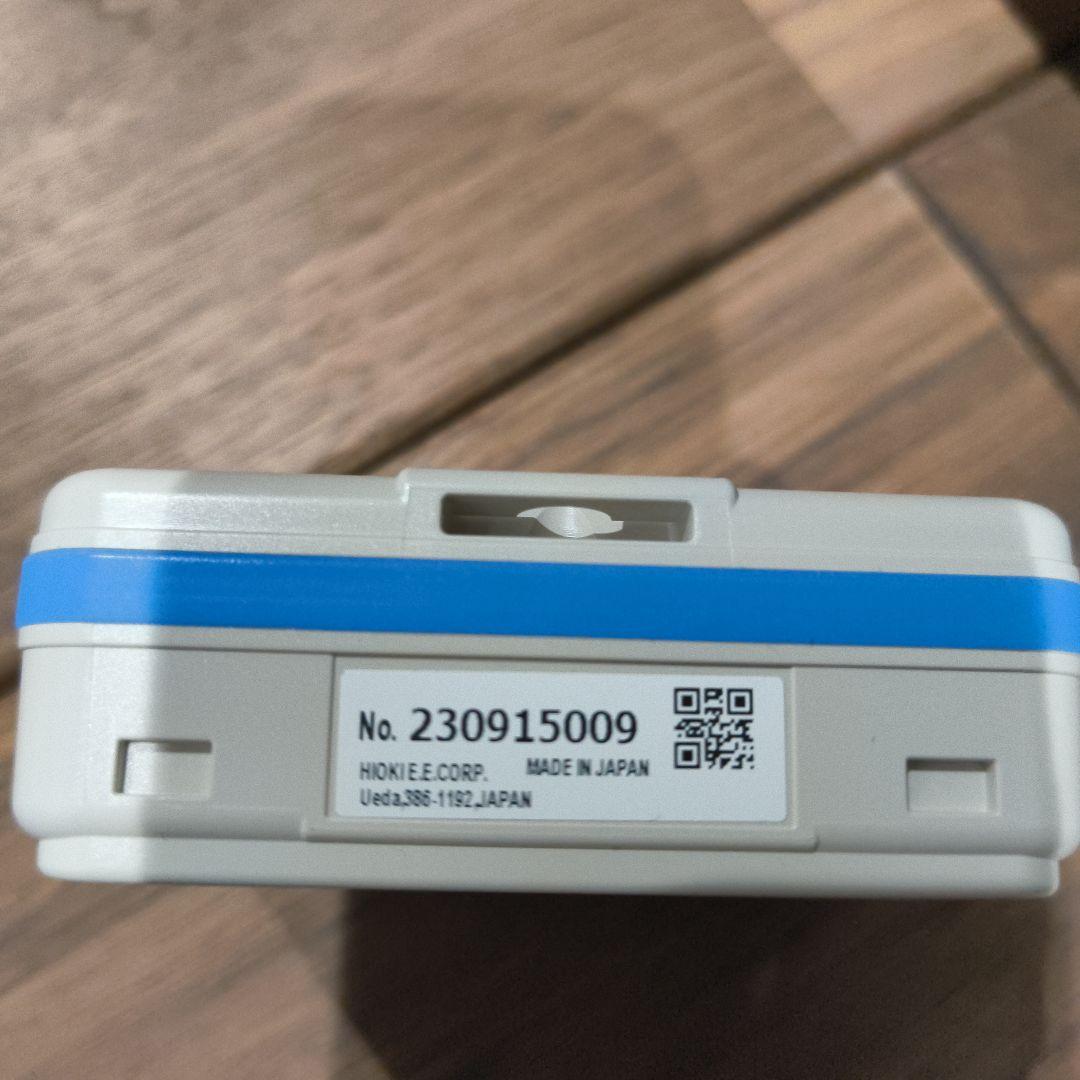 No. 230915009
HIOKI E.E.CORP. MADE IN JAPAN
Ueda,386-1192,JAPAN